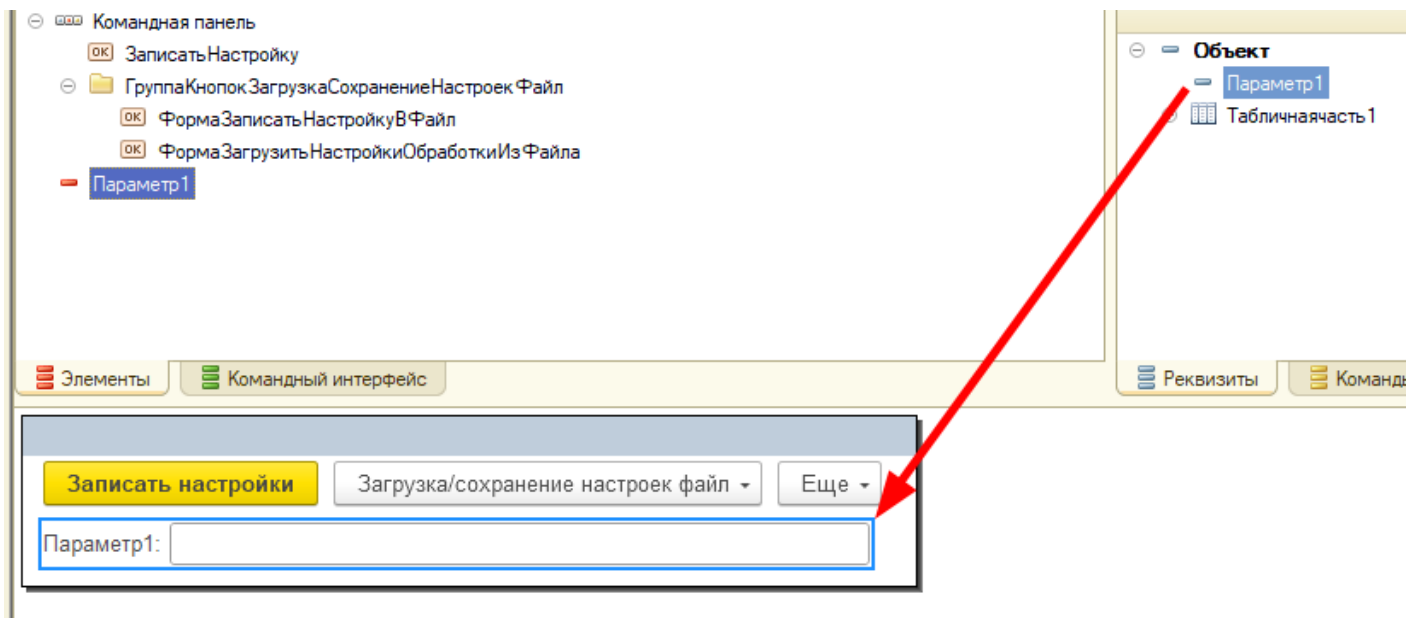 Командная панель
ЗаписатьНастройку
ГруппаКнопокЗагрузкаСохранениеНастроекФайл
ФормаЗаписатьНастройкуВФайл
ФормаЗагрузитьНастройкиОбработкиИзФайла
Параметр1
Объект
Параметр1
Табличнаячасть1
Элементы
Командный интерфейс
Реквизиты
Команды
Записать настройки
Загрузка/сохранение настроек файл
Еще
Параметр1: